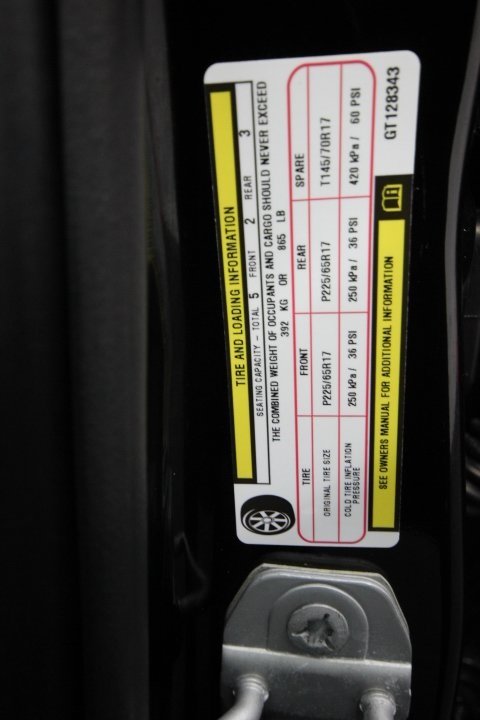 TIRE AND LOADING INFORMATION
SEATING CAPACITY - TOTAL 5 FRONT 2 REAR 3
THE COMBINED WEIGHT OF OCCUPANTS AND CARGO SHOULD NEVER EXCEED
392 KG OR 865 LB
TIRE FRONT REAR SPARE
ORIGINAL TIRE SIZE P225/65R17 P225/65R17 T145/70R17
COLD TIRE INFLATION PRESSURE 250 kPa / 36 PSI 250 kPa / 36 PSI 420 kPa / 60 PSI
SEE OWNERS MANUAL FOR ADDITIONAL INFORMATION
GT128343